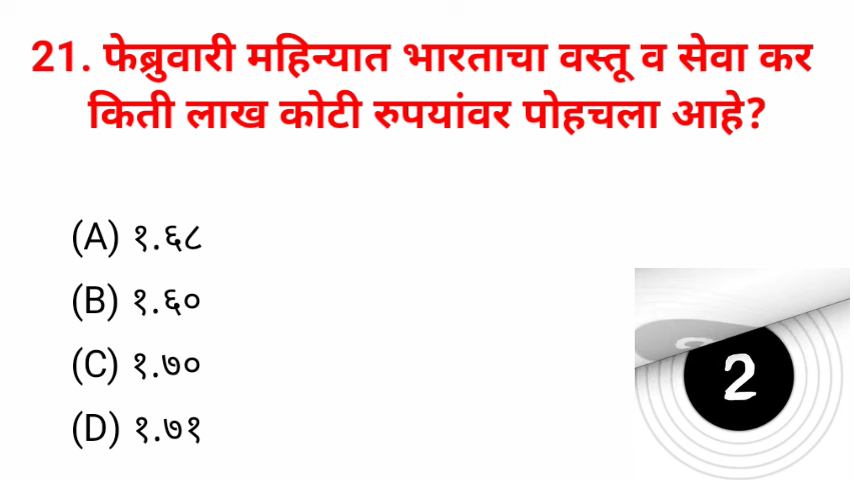 21. फेब्रुवारी महिन्यात भारताचा वस्तू व सेवा कर
किती लाख कोटी रुपयांवर पोहचला आहे?
(A) १.६८
(B) १.६०
(C) १.७०
(D) १.७१
2